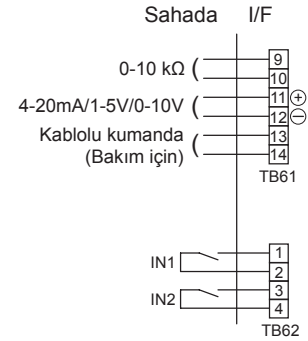 Sahada I/F
0-10 kΩ
9
10
4-20mA/1-5V/0-10V
11 +
12 −
Kablolu kumanda
(Bakım için)
13
14
TB61
IN1
1
2
IN2
3
4
TB62